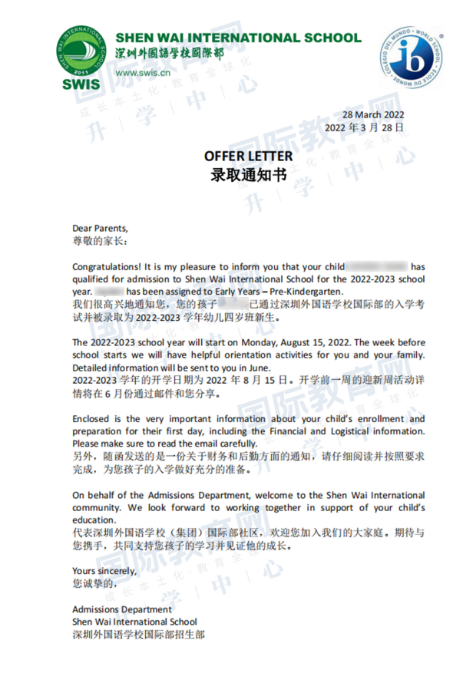 SHEN WAI INTERNATIONAL SCHOOL
深圳外国语学校国际部
www.swis.cn
SHEN WAI INTERNATIONAL SCHOOL
2011
SWIS
WORLD SCHOOL
ib
28 March 2022
2022 年 3 月 28 日
OFFER LETTER
录取通知书
Dear Parents,
尊敬的家长:
Congratulations! It is my pleasure to inform you that your child has
qualified for admission to Shen Wai International School for the 2022-2023 school
year. has been assigned to Early Years – Pre-Kindergarten.
我们很高兴地通知您，您的孩子 已通过深圳外国语学校国际部的入学考
试并被录取为 2022-2023 学年幼儿四岁班新生。
The 2022-2023 school year will start on Monday, August 15, 2022. The week before
school starts we will have helpful orientation activities for you and your family.
Detailed information will be sent to you in June.
2022-2023 学年的开学日期为 2022 年 8 月 15 日。开学前一周的迎新周活动详
情将在 6 月份通过邮件和您分享。
Enclosed is the very important information about your child's enrollment and
preparation for their first day, including the Financial and Logistical information.
Please make sure to read the email carefully.
另外，随函发送的是一份关于财务和后勤方面的通知，请仔细阅读并按照要求
完成，为您孩子的入学做好充分的准备。
On behalf of the Admissions Department, welcome to the Shen Wai International
community. We look forward to working together in support of your child's
education.
代表深圳外国语学校（集团）国际部社区，欢迎您加入我们的大家庭。期待与
您携手，共同支持您孩子的学习并见证他的成长。
Yours sincerely,
您诚挚的，
Admissions Department
Shen Wai International School
深圳外国语学校国际部招生部
国际教育网
成长本土化·教育全球化
升 | 学 | 中 | 心